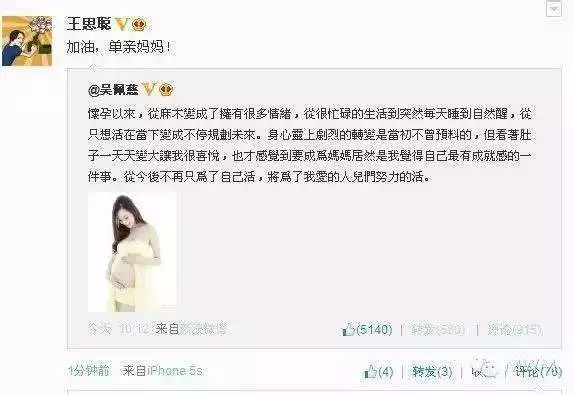 王思聪
加油，单亲妈妈！
@吴佩慈
懷孕以來，從麻木變成了擁有很多情緒，從很忙碌的生活到突然每天睡到自然醒，從
只想活在當下變成不停規劃未來。身心靈上劇烈的轉變是當初不曾預料的，但看著肚
子一天天變大讓我很喜悅，也才感覺到要成爲媽媽居然是我覺得自己最有成就感的一
件事。從今後不再只爲了自己活，將爲了我愛的人兒們努力的活。
今天 10:12 来自新浪微博 (5140) | 转发(580) | 评论(915)
1分钟前 来自iPhone 5s (4) | 转发(3) | 评论(70)